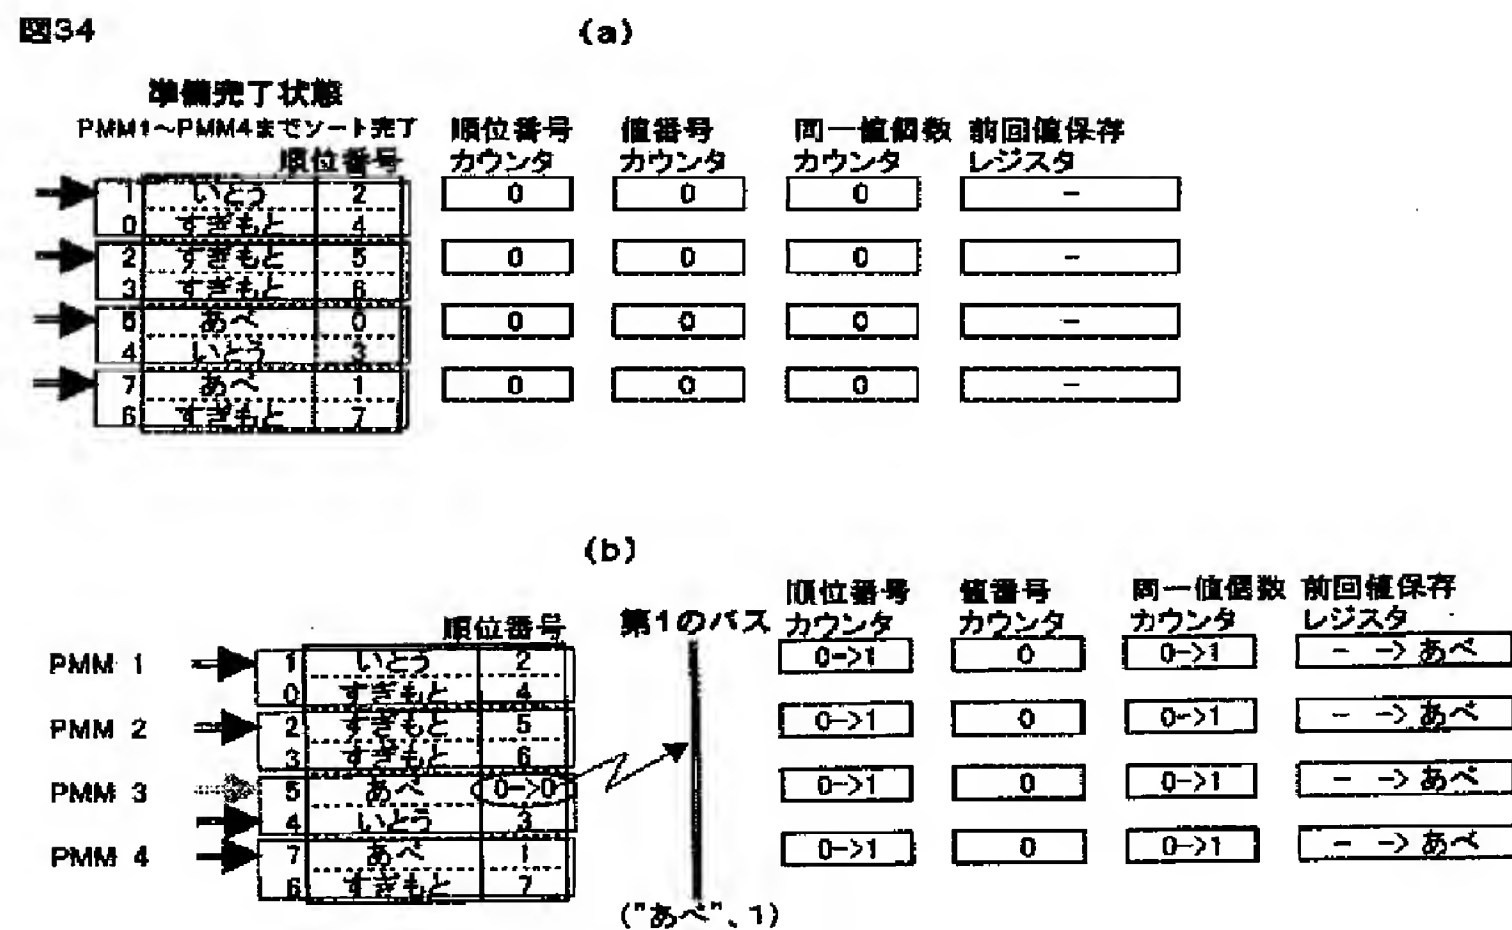 図34
(a)
準備完了状態
PMM1～PMM4までソート完了
順位番号
順位番号 値番号 同一値個数 前回値保存
カウンタ カウンタ カウンタ レジスタ
1 いとう 2 0 0 0 -
0 すぎもと 4
2 すぎもと 5 0 0 0 -
3 すぎもと 6
5 あべ 0 0 0 0 -
4 いとう 3
7 あべ 1 0 0 0 -
6 すぎもと 7
(b)
順位番号 値番号 同一値個数 前回値保存
順位番号 第1のバス カウンタ カウンタ カウンタ レジスタ
PMM 1 1 いとう 2 0->1 0 0->1 - -> あべ
0 すぎもと 4
PMM 2 2 すぎもと 5 0->1 0 0->1 - -> あべ
3 すぎもと 6
PMM 3 5 あべ 0->0 0->1 0 0->1 - -> あべ
4 いとう 3
PMM 4 7 あべ 1 0->1 0 0->1 - -> あべ
6 すぎもと 7
("あべ"、1)